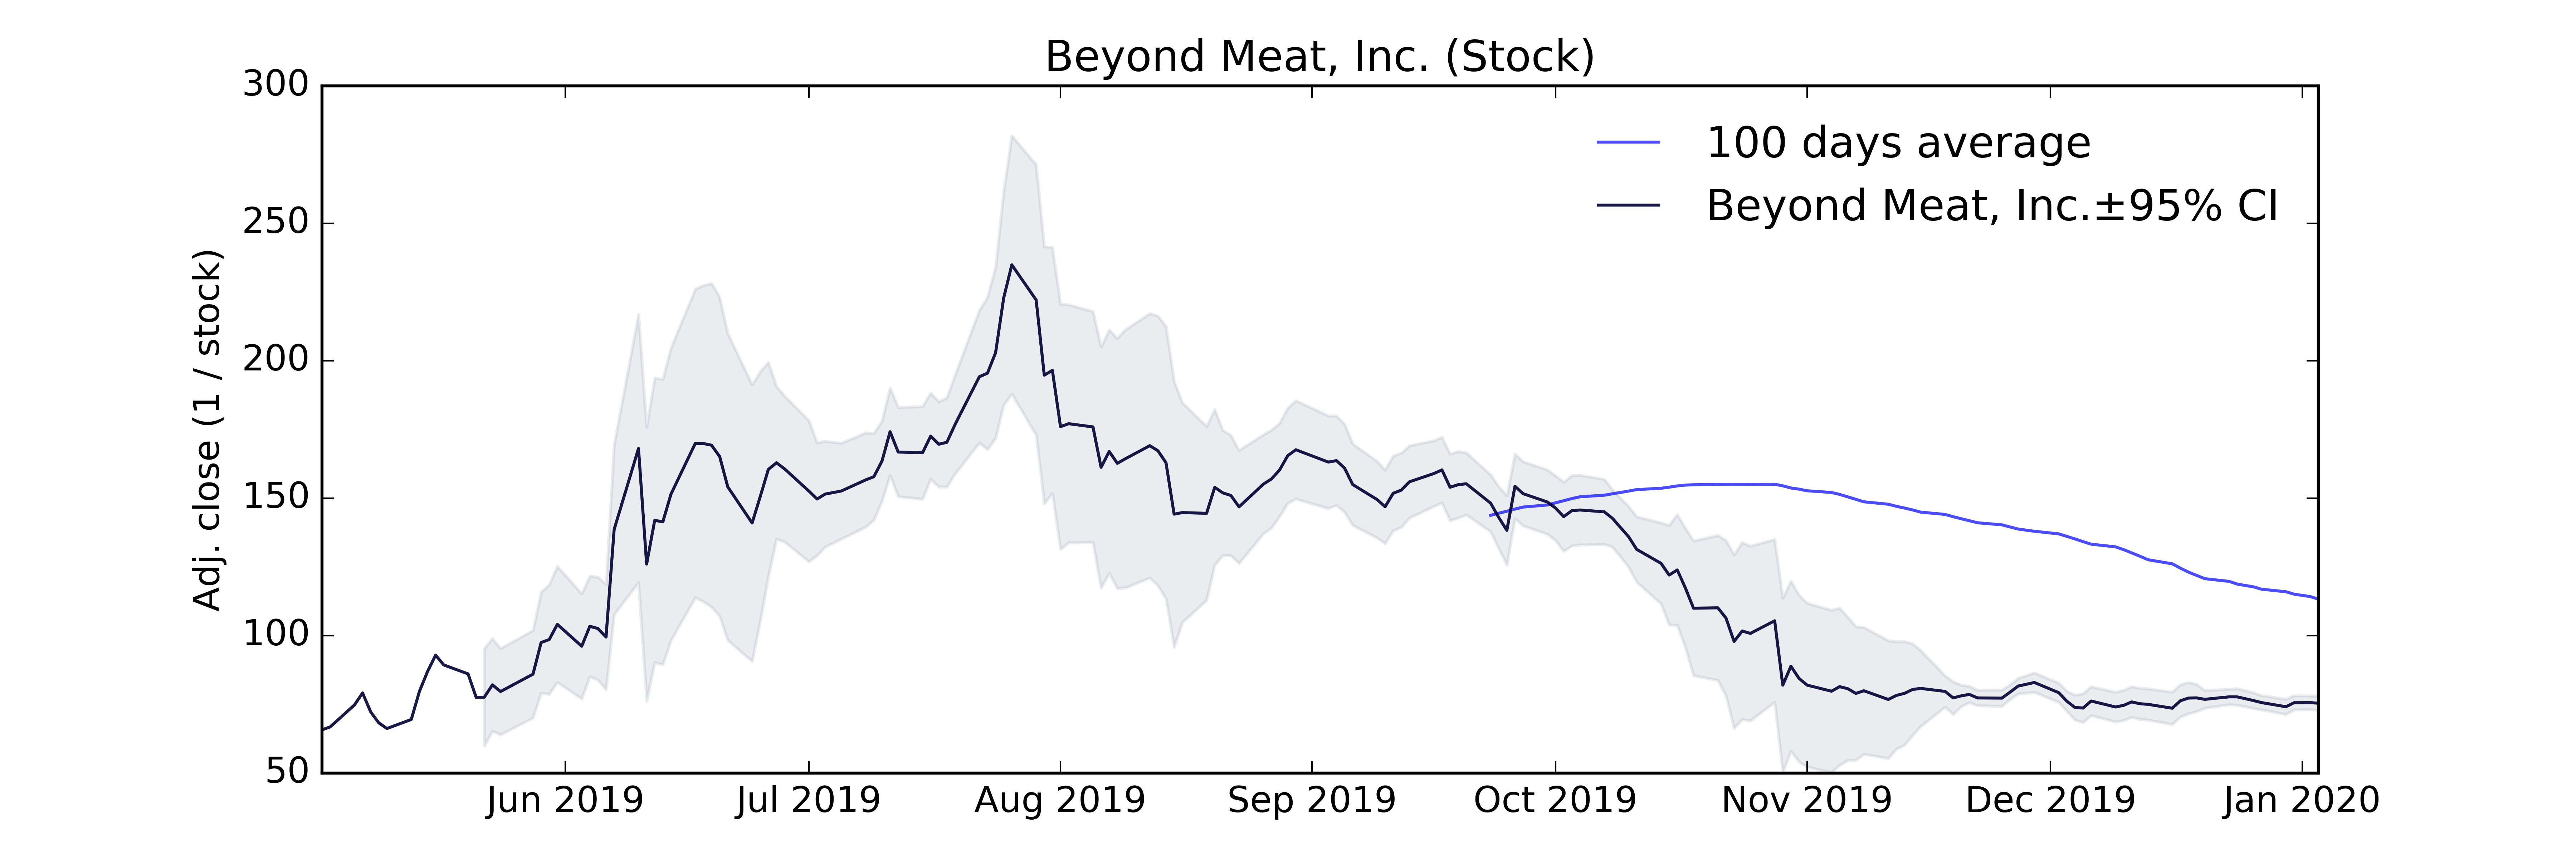 Beyond Meat, Inc. (Stock)
300
250
200
150
100
50
Adj. close (1 / stock)
100 days average
Beyond Meat, Inc.±95% CI
Jun 2019 Jul 2019 Aug 2019 Sep 2019 Oct 2019 Nov 2019 Dec 2019 Jan 2020